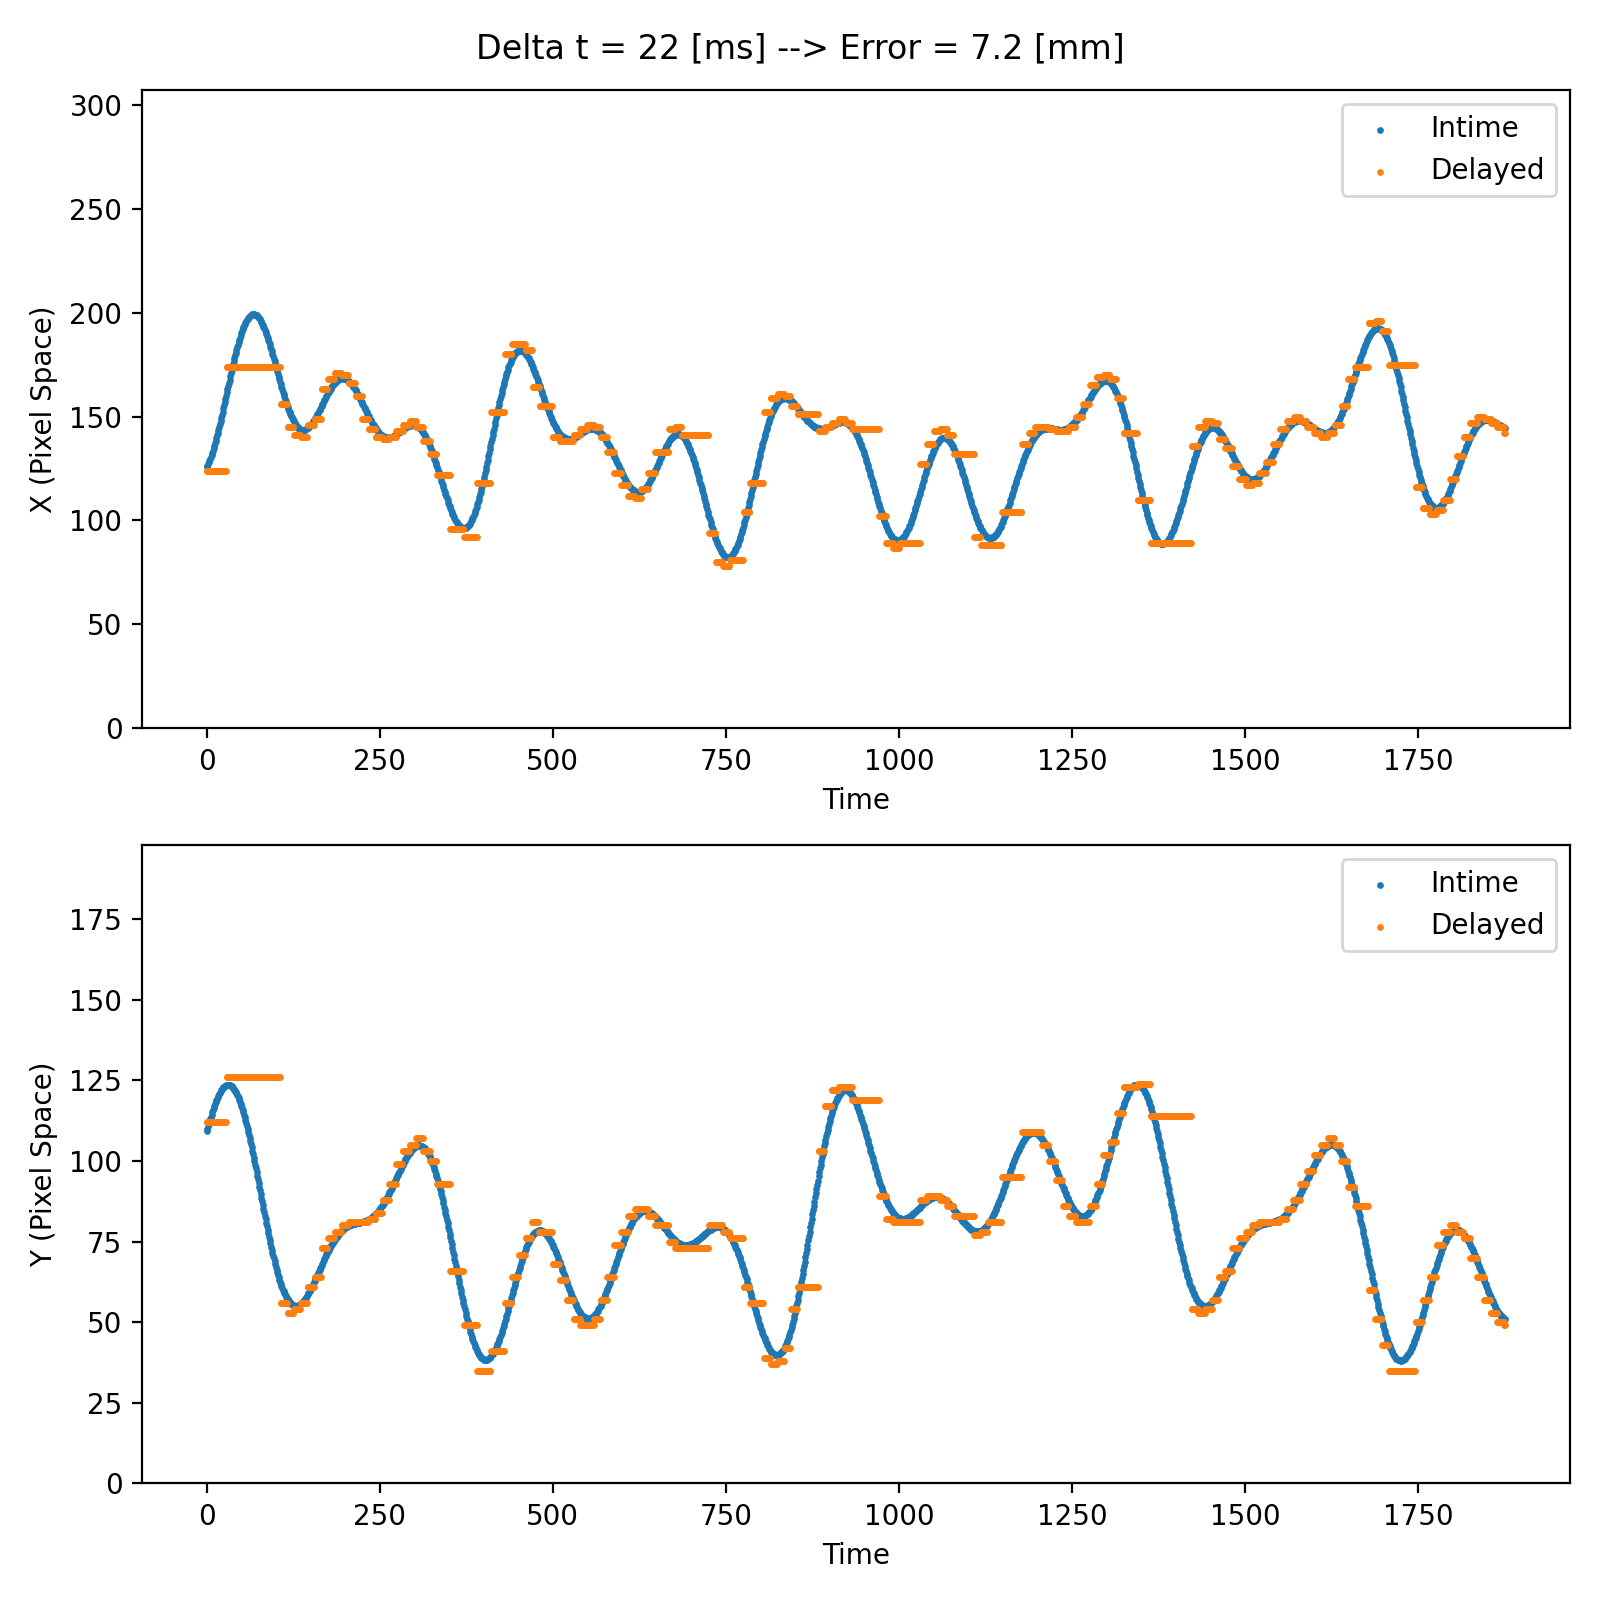 Delta t = 22 [ms] --> Error = 7.2 [mm]
300
250
200
150
100
50
0
X (Pixel Space)
Intime
Delayed
0 250 500 750 1000 1250 1500 1750
Time
175
150
125
100
75
50
25
0
Y (Pixel Space)
Intime
Delayed
0 250 500 750 1000 1250 1500 1750
Time